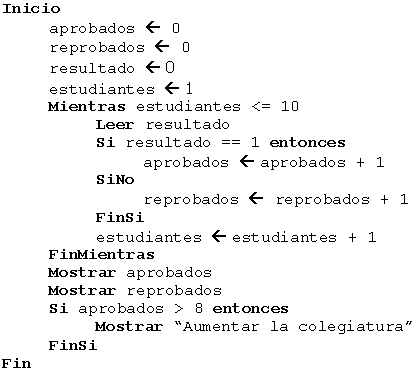 Inicio
aprobados ← 0
reprobados ← 0
resultado ← 0
estudiantes ← 1
Mientras estudiantes <= 10
Leer resultado
Si resultado == 1 entonces
aprobados ← aprobados + 1
SiNo
reprobados ← reprobados + 1
FinSi
estudiantes ← estudiantes + 1
FinMientras
Mostrar aprobados
Mostrar reprobados
Si aprobados > 8 entonces
Mostrar “Aumentar la colegiatura”
FinSi
Fin